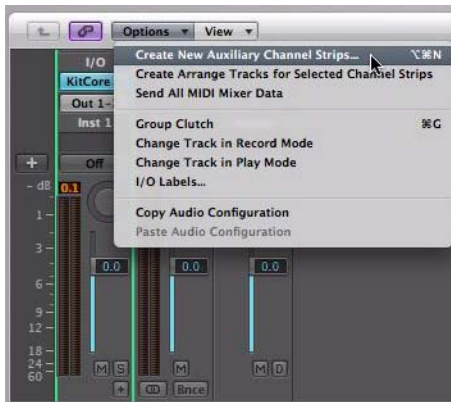 Options View
Create New Auxiliary Channel Strips... ⌥⌘N
Create Arrange Tracks for Selected Channel Strips
Send All MIDI Mixer Data
Group Clutch ⌘G
Change Track in Record Mode
Change Track in Play Mode
I/O Labels...
Copy Audio Configuration
Paste Audio Configuration
I/O
KitCore
Out 1-
Inst 1
+ Off
- dB 0.1
1
3
0.0 0.0 0.0
6
9
12
18
24
60
M S M M D
+ Bnce